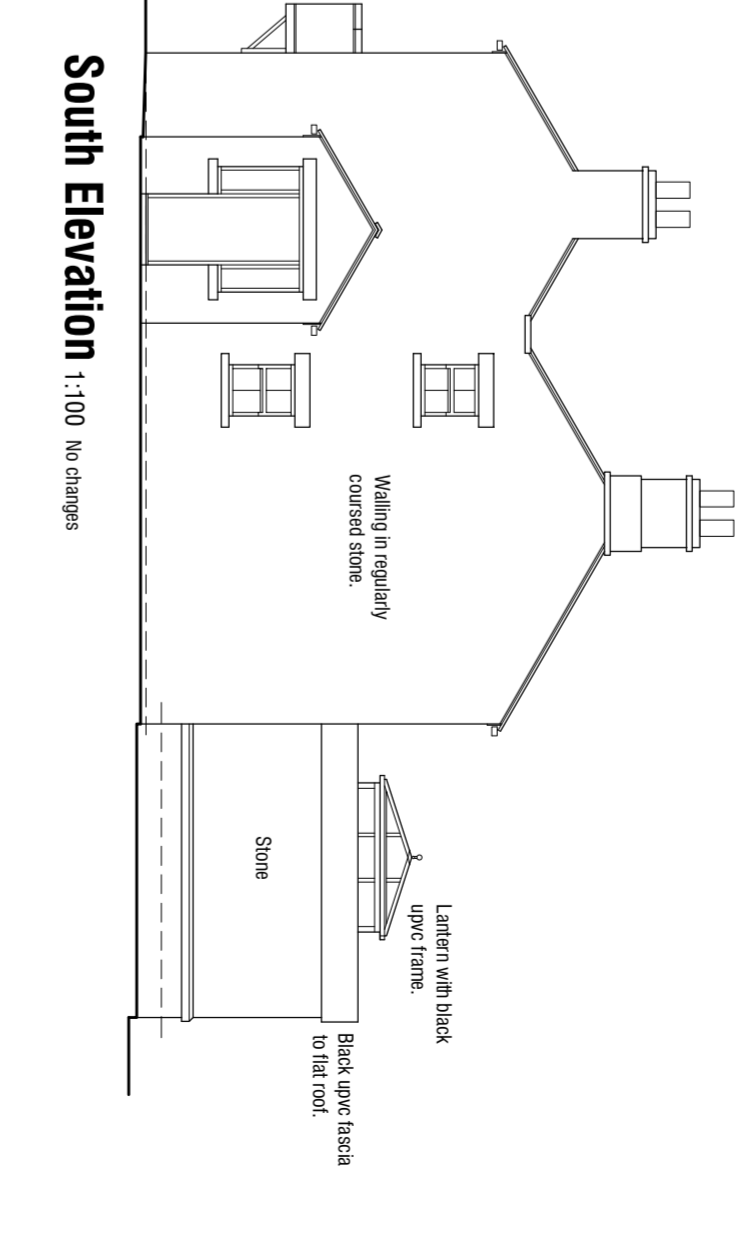 Walling in regularly
coursed stone.
Lantern with black
upvc frame.
Stone
Black upvc fascia
to flat roof.
South Elevation 1:100 No changes